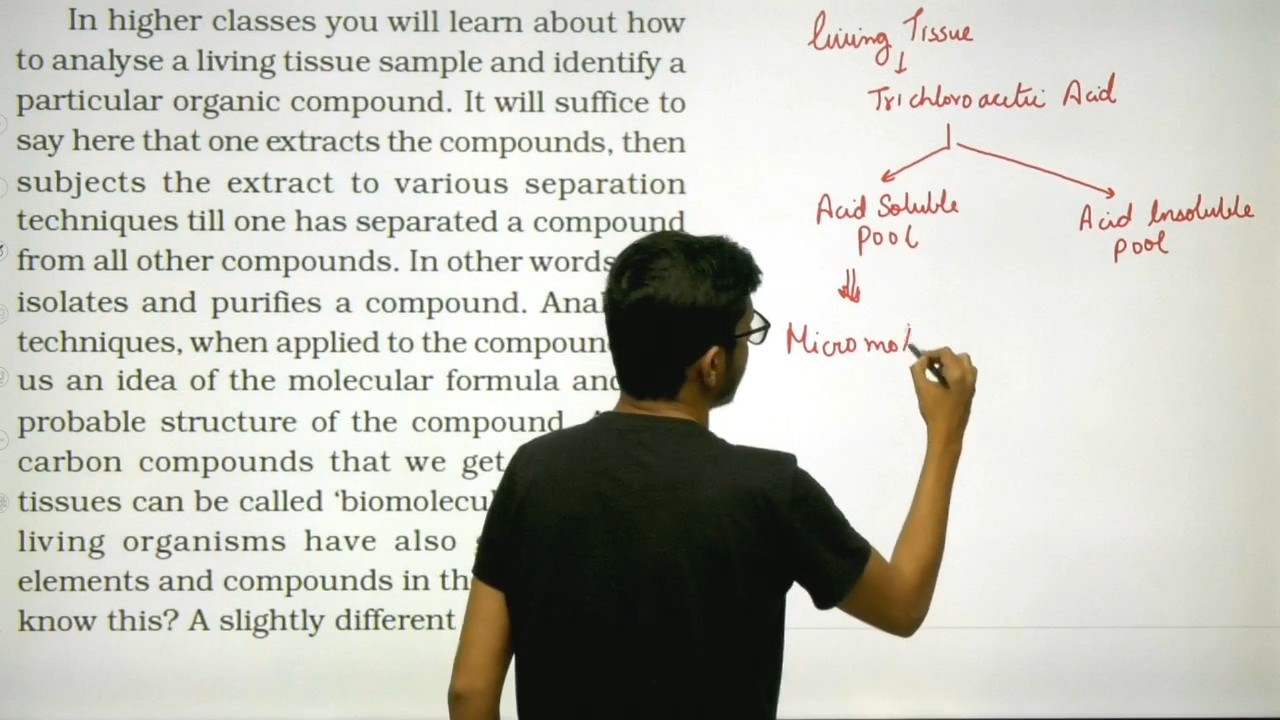 In higher classes you will learn about how
to analyse a living tissue sample and identify a
particular organic compound. It will suffice to
say here that one extracts the compounds, then
subjects the extract to various separation
techniques till one has separated a compound
from all other compounds. In other words
isolates and purifies a compound.
techniques, when applied to the
us an idea of the molecular formula
probable structure of the compound.
carbon compounds that we get
tissues can be called
living organisms have also
elements and compounds in
know this? A slightly different
living Tissue
Trichloroacetic Acid
Acid Soluble
pool
Acid Insoluble
pool
Micromol